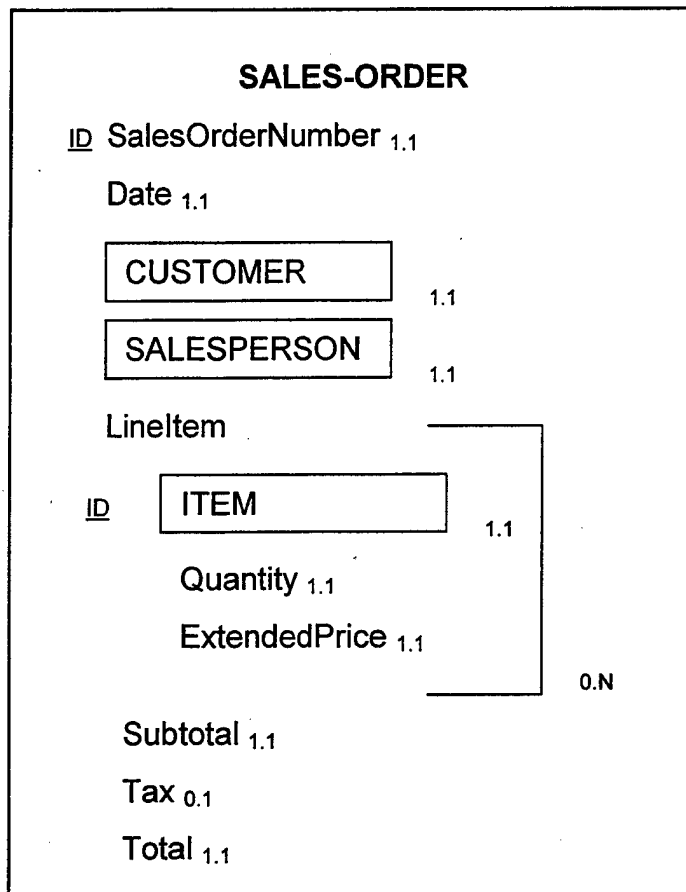 SALES-ORDER
ID SalesOrderNumber 1.1
Date 1.1
CUSTOMER 1.1
SALESPERSON 1.1
LineItem
ID ITEM 1.1
Quantity 1.1
ExtendedPrice 1.1
0.N
Subtotal 1.1
Tax 0.1
Total 1.1